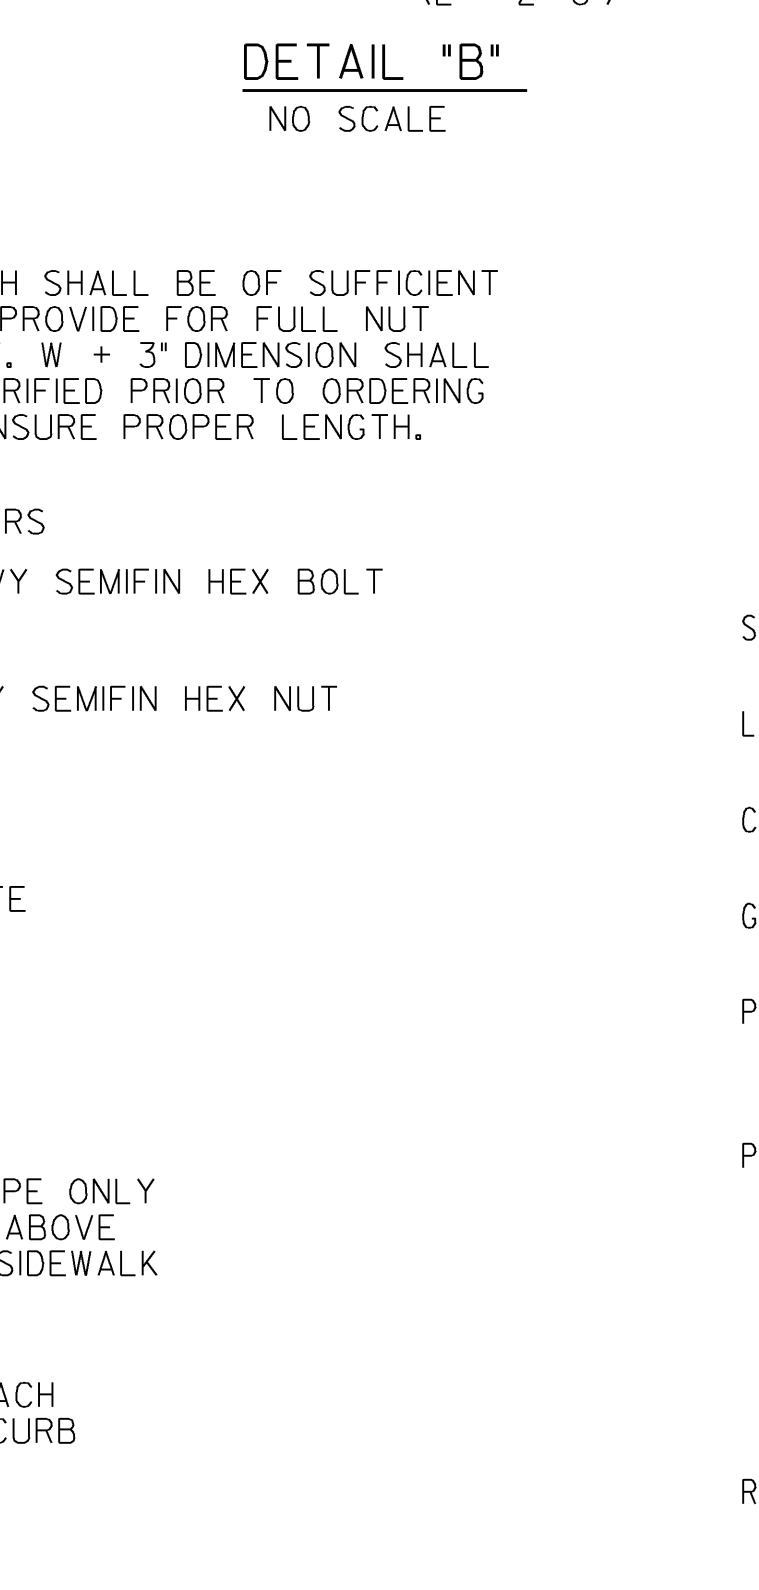 DETAIL "B"
NO SCALE
H SHALL BE OF SUFFICIENT
PROVIDE FOR FULL NUT
. W + 3" DIMENSION SHALL
RIFIED PRIOR TO ORDERING
NSURE PROPER LENGTH.
RS
Y SEMIFIN HEX BOLT
SEMIFIN HEX NUT
TE
PE ONLY
ABOVE
SIDEWALK
ACH
CURB
S
L
C
G
P
P
R